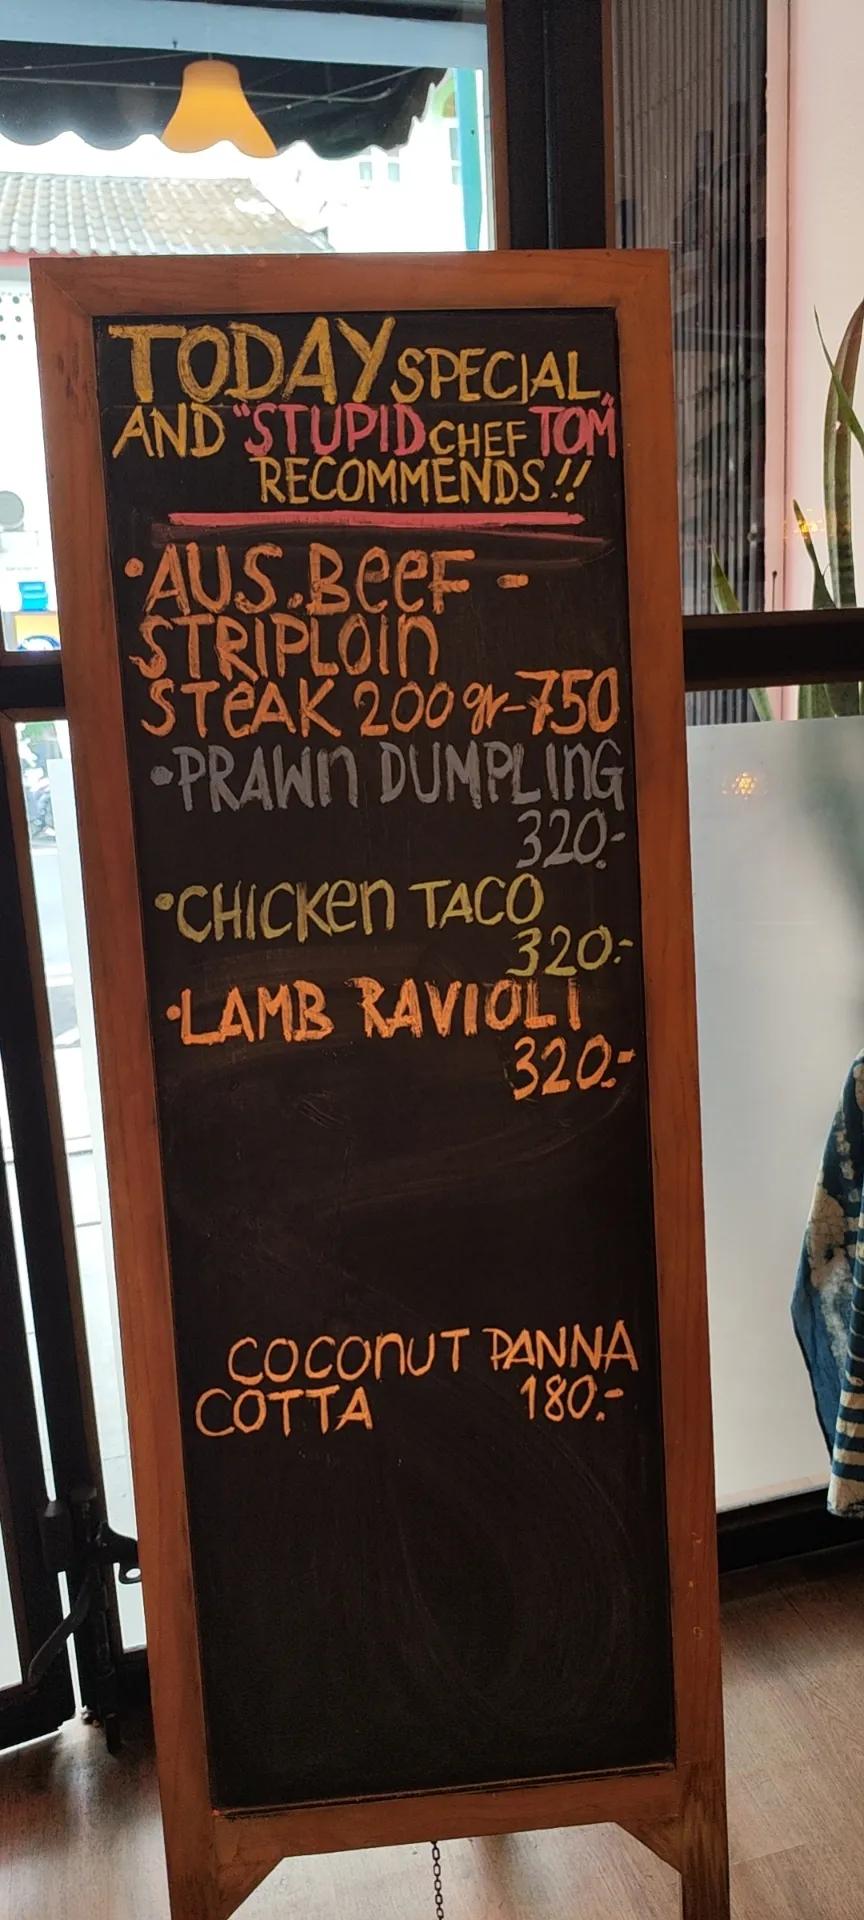 TODAY SPECIAL
AND "STUPID CHEF TOM"
RECOMMENDS!!
•AUS.BeeF -
STRIPLOIn
STeAK 200gr-750
•PRAWn DUMPLInG
320.-
•CHICKen TACO
320.-
•LAMB RAVIOLI
320.-
COCOnUT PANNA
COTTA 180.-